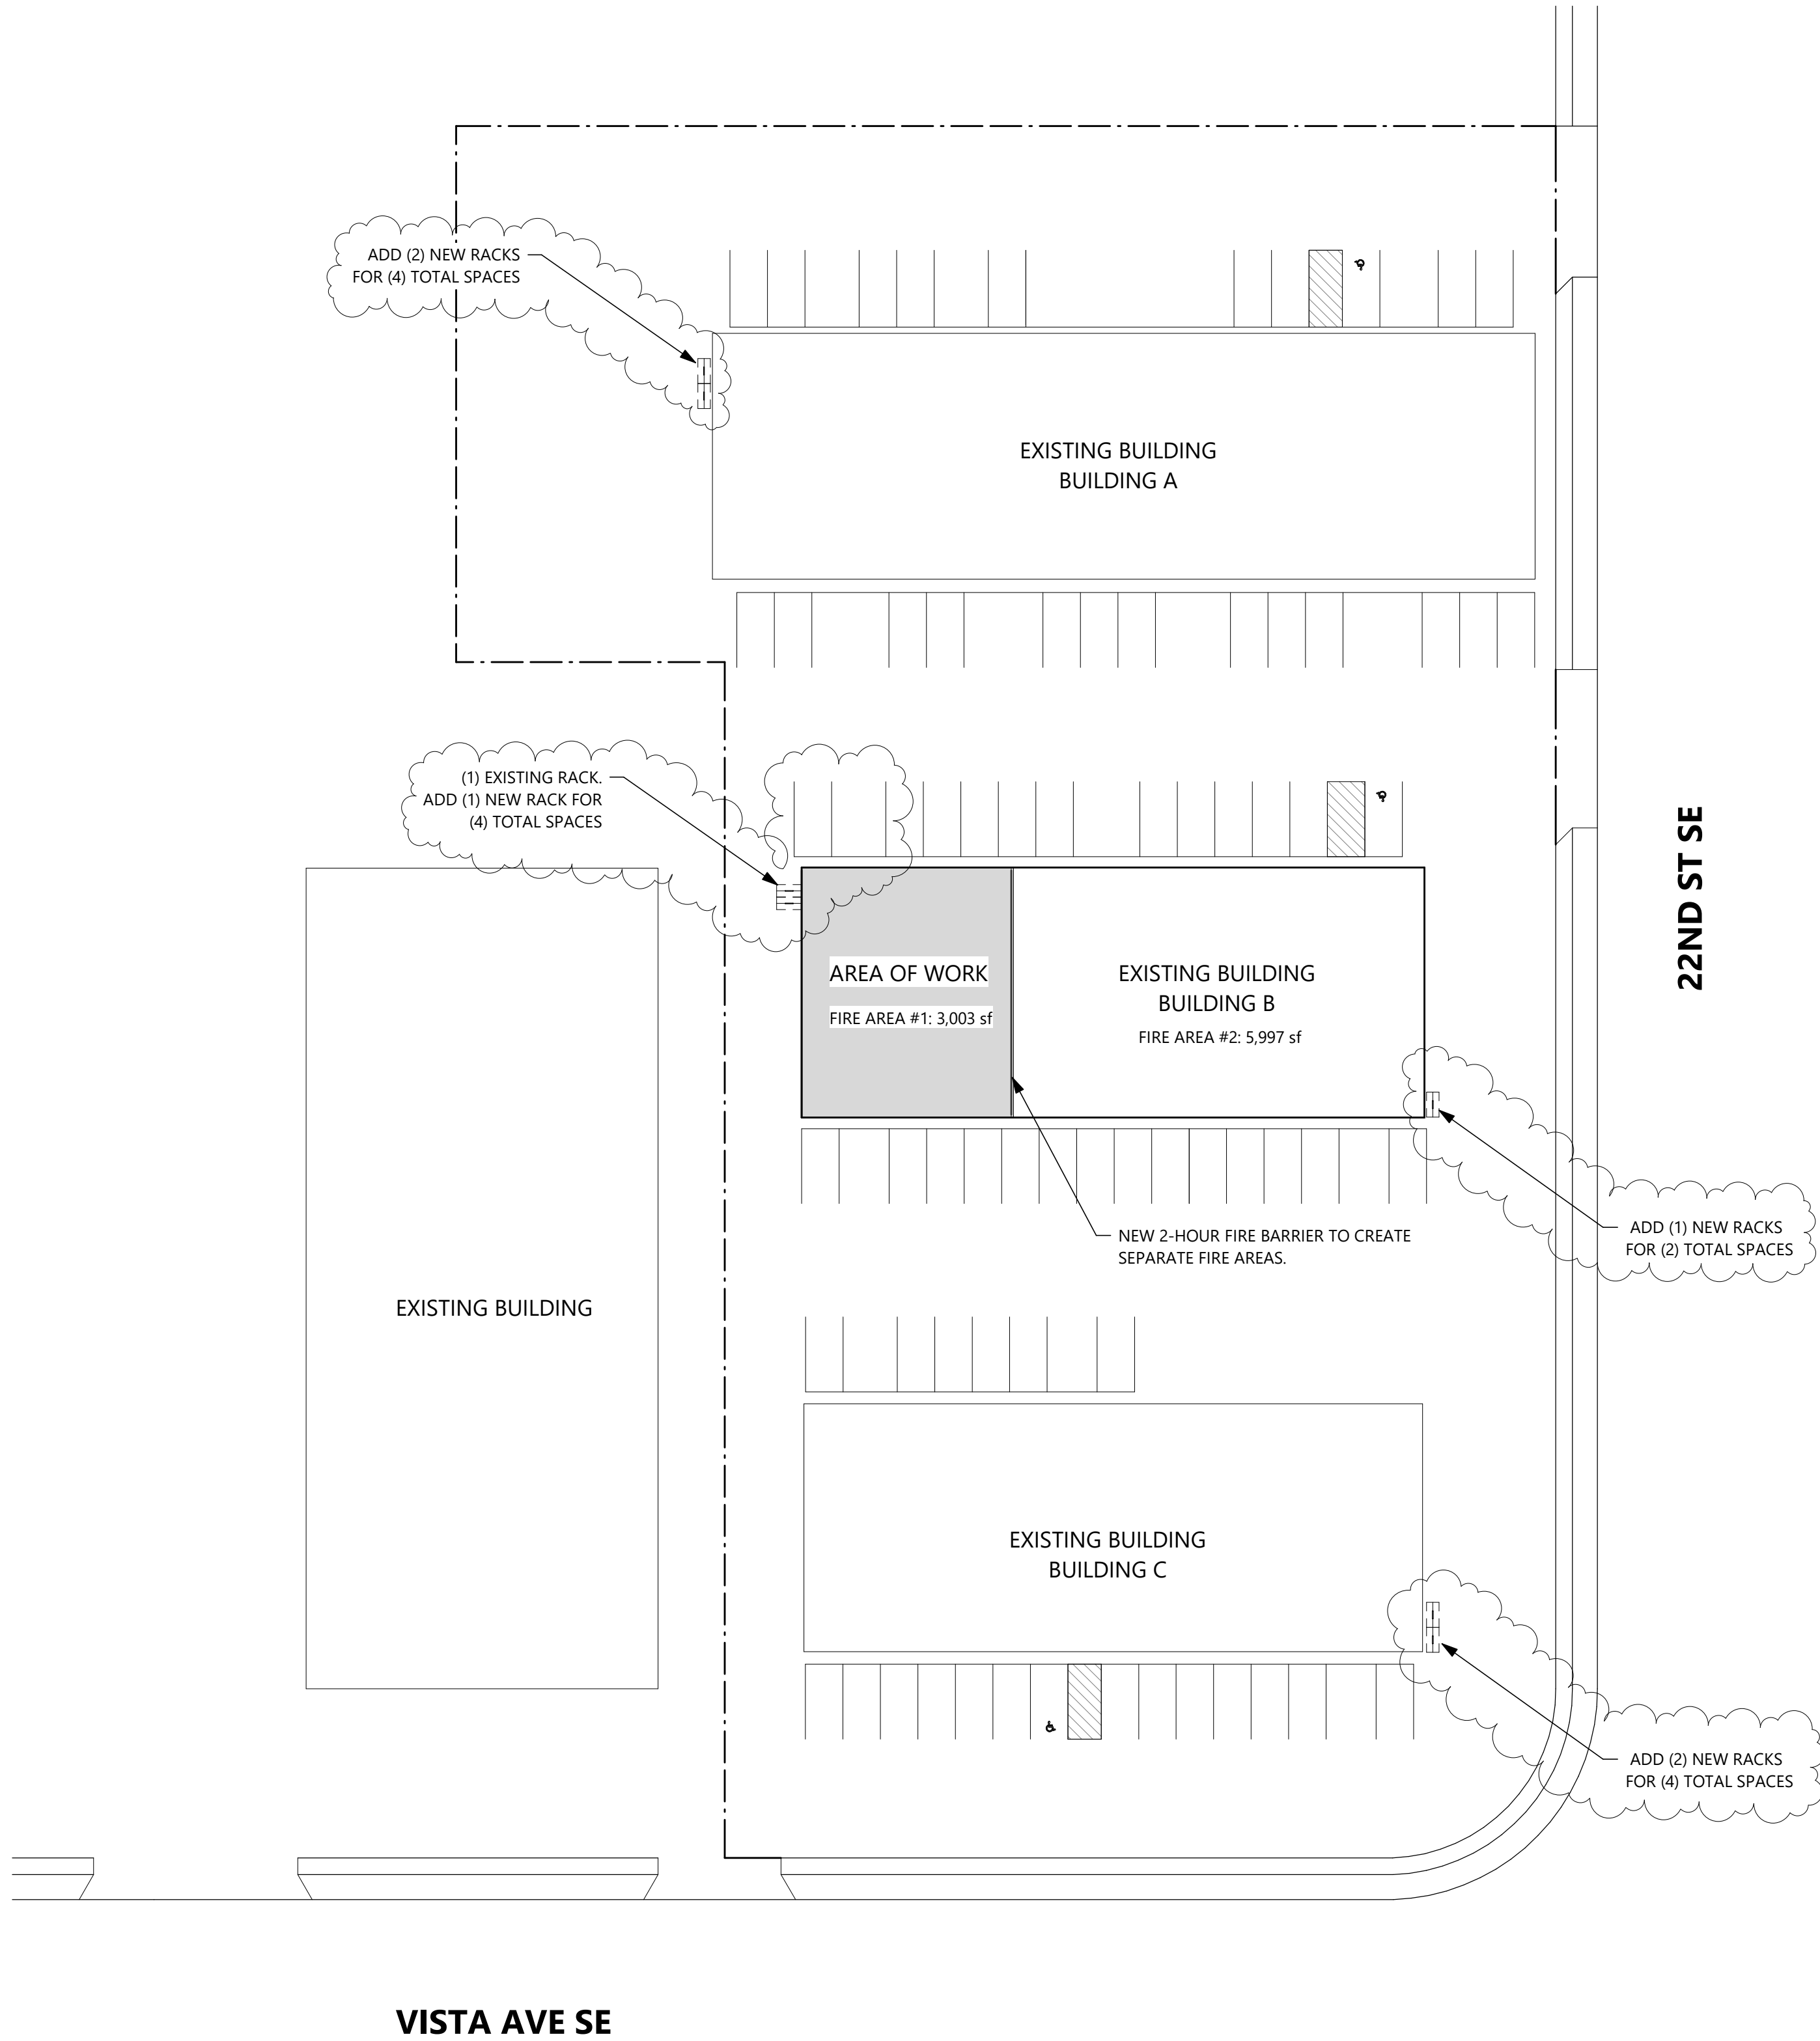 ADD (2) NEW RACKS
FOR (4) TOTAL SPACES
EXISTING BUILDING
BUILDING A
(1) EXISTING RACK.
ADD (1) NEW RACK FOR
(4) TOTAL SPACES
22ND ST SE
AREA OF WORK
FIRE AREA #1: 3,003 sf
EXISTING BUILDING
BUILDING B
FIRE AREA #2: 5,997 sf
ADD (1) NEW RACKS
FOR (2) TOTAL SPACES
NEW 2-HOUR FIRE BARRIER TO CREATE
SEPARATE FIRE AREAS.
EXISTING BUILDING
EXISTING BUILDING
BUILDING C
ADD (2) NEW RACKS
FOR (4) TOTAL SPACES
VISTA AVE SE